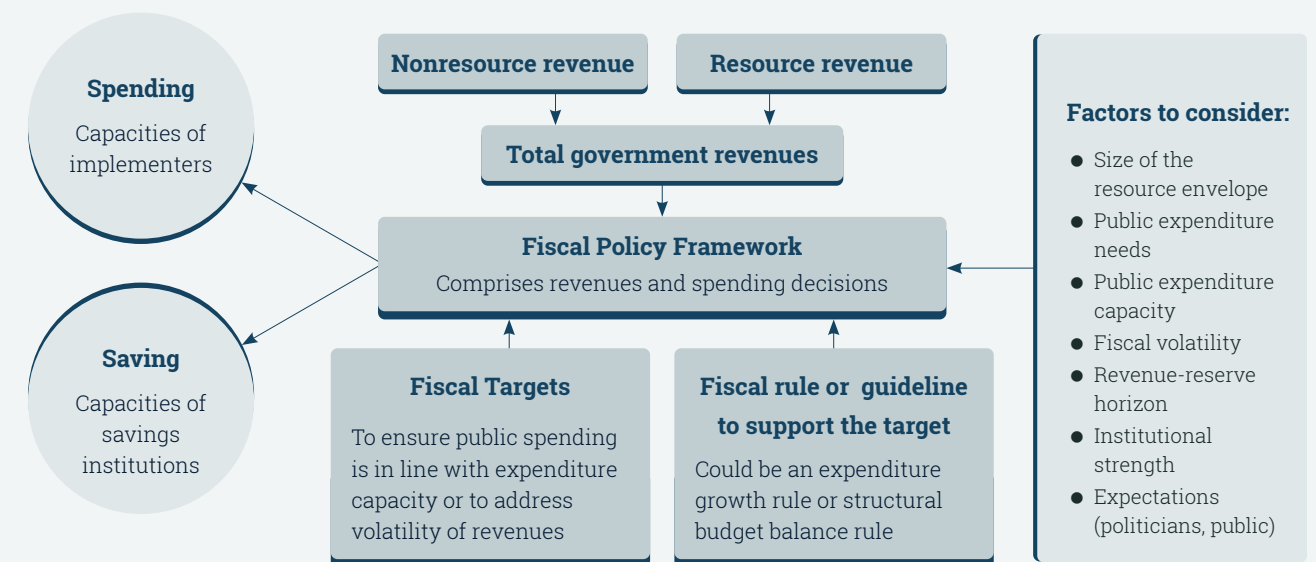 Spending
Capacities of
implementers
Saving
Capacities of
savings
institutions
Nonresource revenue
Resource revenue
Total government revenues
Fiscal Policy Framework
Comprises revenues and spending decisions
Fiscal Targets
To ensure public spending
is in line with expenditure
capacity or to address
volatility of revenues
Fiscal rule or guideline
to support the target
Could be an expenditure
growth rule or structural
budget balance rule
Factors to consider:
● Size of the
resource envelope
● Public expenditure
needs
● Public expenditure
capacity
● Fiscal volatility
● Revenue-reserve
horizon
● Institutional
strength
● Expectations
(politicians, public)